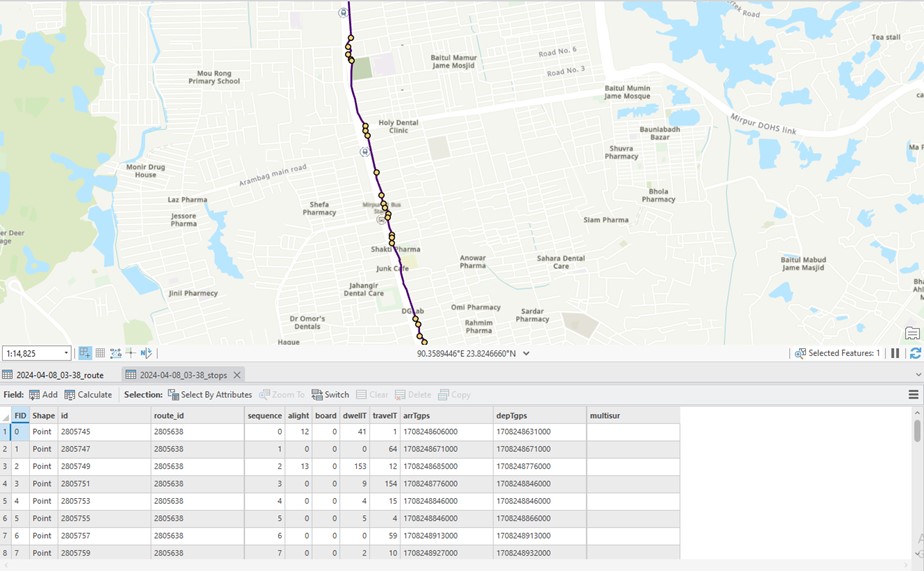 rtek Road
Tea stall
Baitul Mamur
Jame Mosjid
Road No. 6
Road No. 3
Mou Rong
Primary School
Baitul Mumin
Jame Mosque
Mirpur DOHS link
Holy Dental
Clinic
Bauniabadh
Bazar
Shuvra
Pharmacy
Ma F
Monir Drug
House
Arambag main road
Bhola
Pharmacy
Laz Pharma
Jessore
Pharma
Shefa
Pharmacy
Siam Pharma
er Deer
age
Shakti Pharma
Junk Cafe
Anowar
Pharma
Sahara Dental
Care
Baitul Mabud
Jame Masjid
Jinil Pharmecy
Jahangir
Dental Care
Omi Pharmacy
Sardar
Pharmacy
Dr Omor's
Dentals
Rahmim
Pharma
Haque
1:14,825
90.3589446°E 23.8246660°N
Selected Features: 1
2024-04-08_03-38_route
2024-04-08_03-38_stops
Field: Add Calculate Selection: Select By Attributes Zoom To Switch Clear Delete Copy
FID Shape id route_id sequence alight board dwellT travelT arrTgps depTgps multisur
1 0 Point 2805745 2805638 0 12 0 41 1 1708248606000 1708248631000
2 1 Point 2805747 2805638 1 0 0 0 64 1708248671000 1708248671000
3 2 Point 2805749 2805638 2 13 0 153 12 1708248685000 1708248776000
4 3 Point 2805751 2805638 3 0 0 9 154 1708248776000 1708248846000
5 4 Point 2805753 2805638 4 0 0 4 15 1708248846000 1708248846000
6 5 Point 2805755 2805638 5 0 0 5 4 1708248846000 1708248866000
7 6 Point 2805757 2805638 6 0 0 0 59 1708248913000 1708248913000
8 7 Point 2805759 2805638 7 0 0 2 10 1708248927000 1708248932000